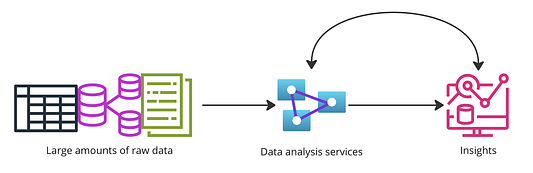 Large amounts of raw data
Data analysis services
Insights